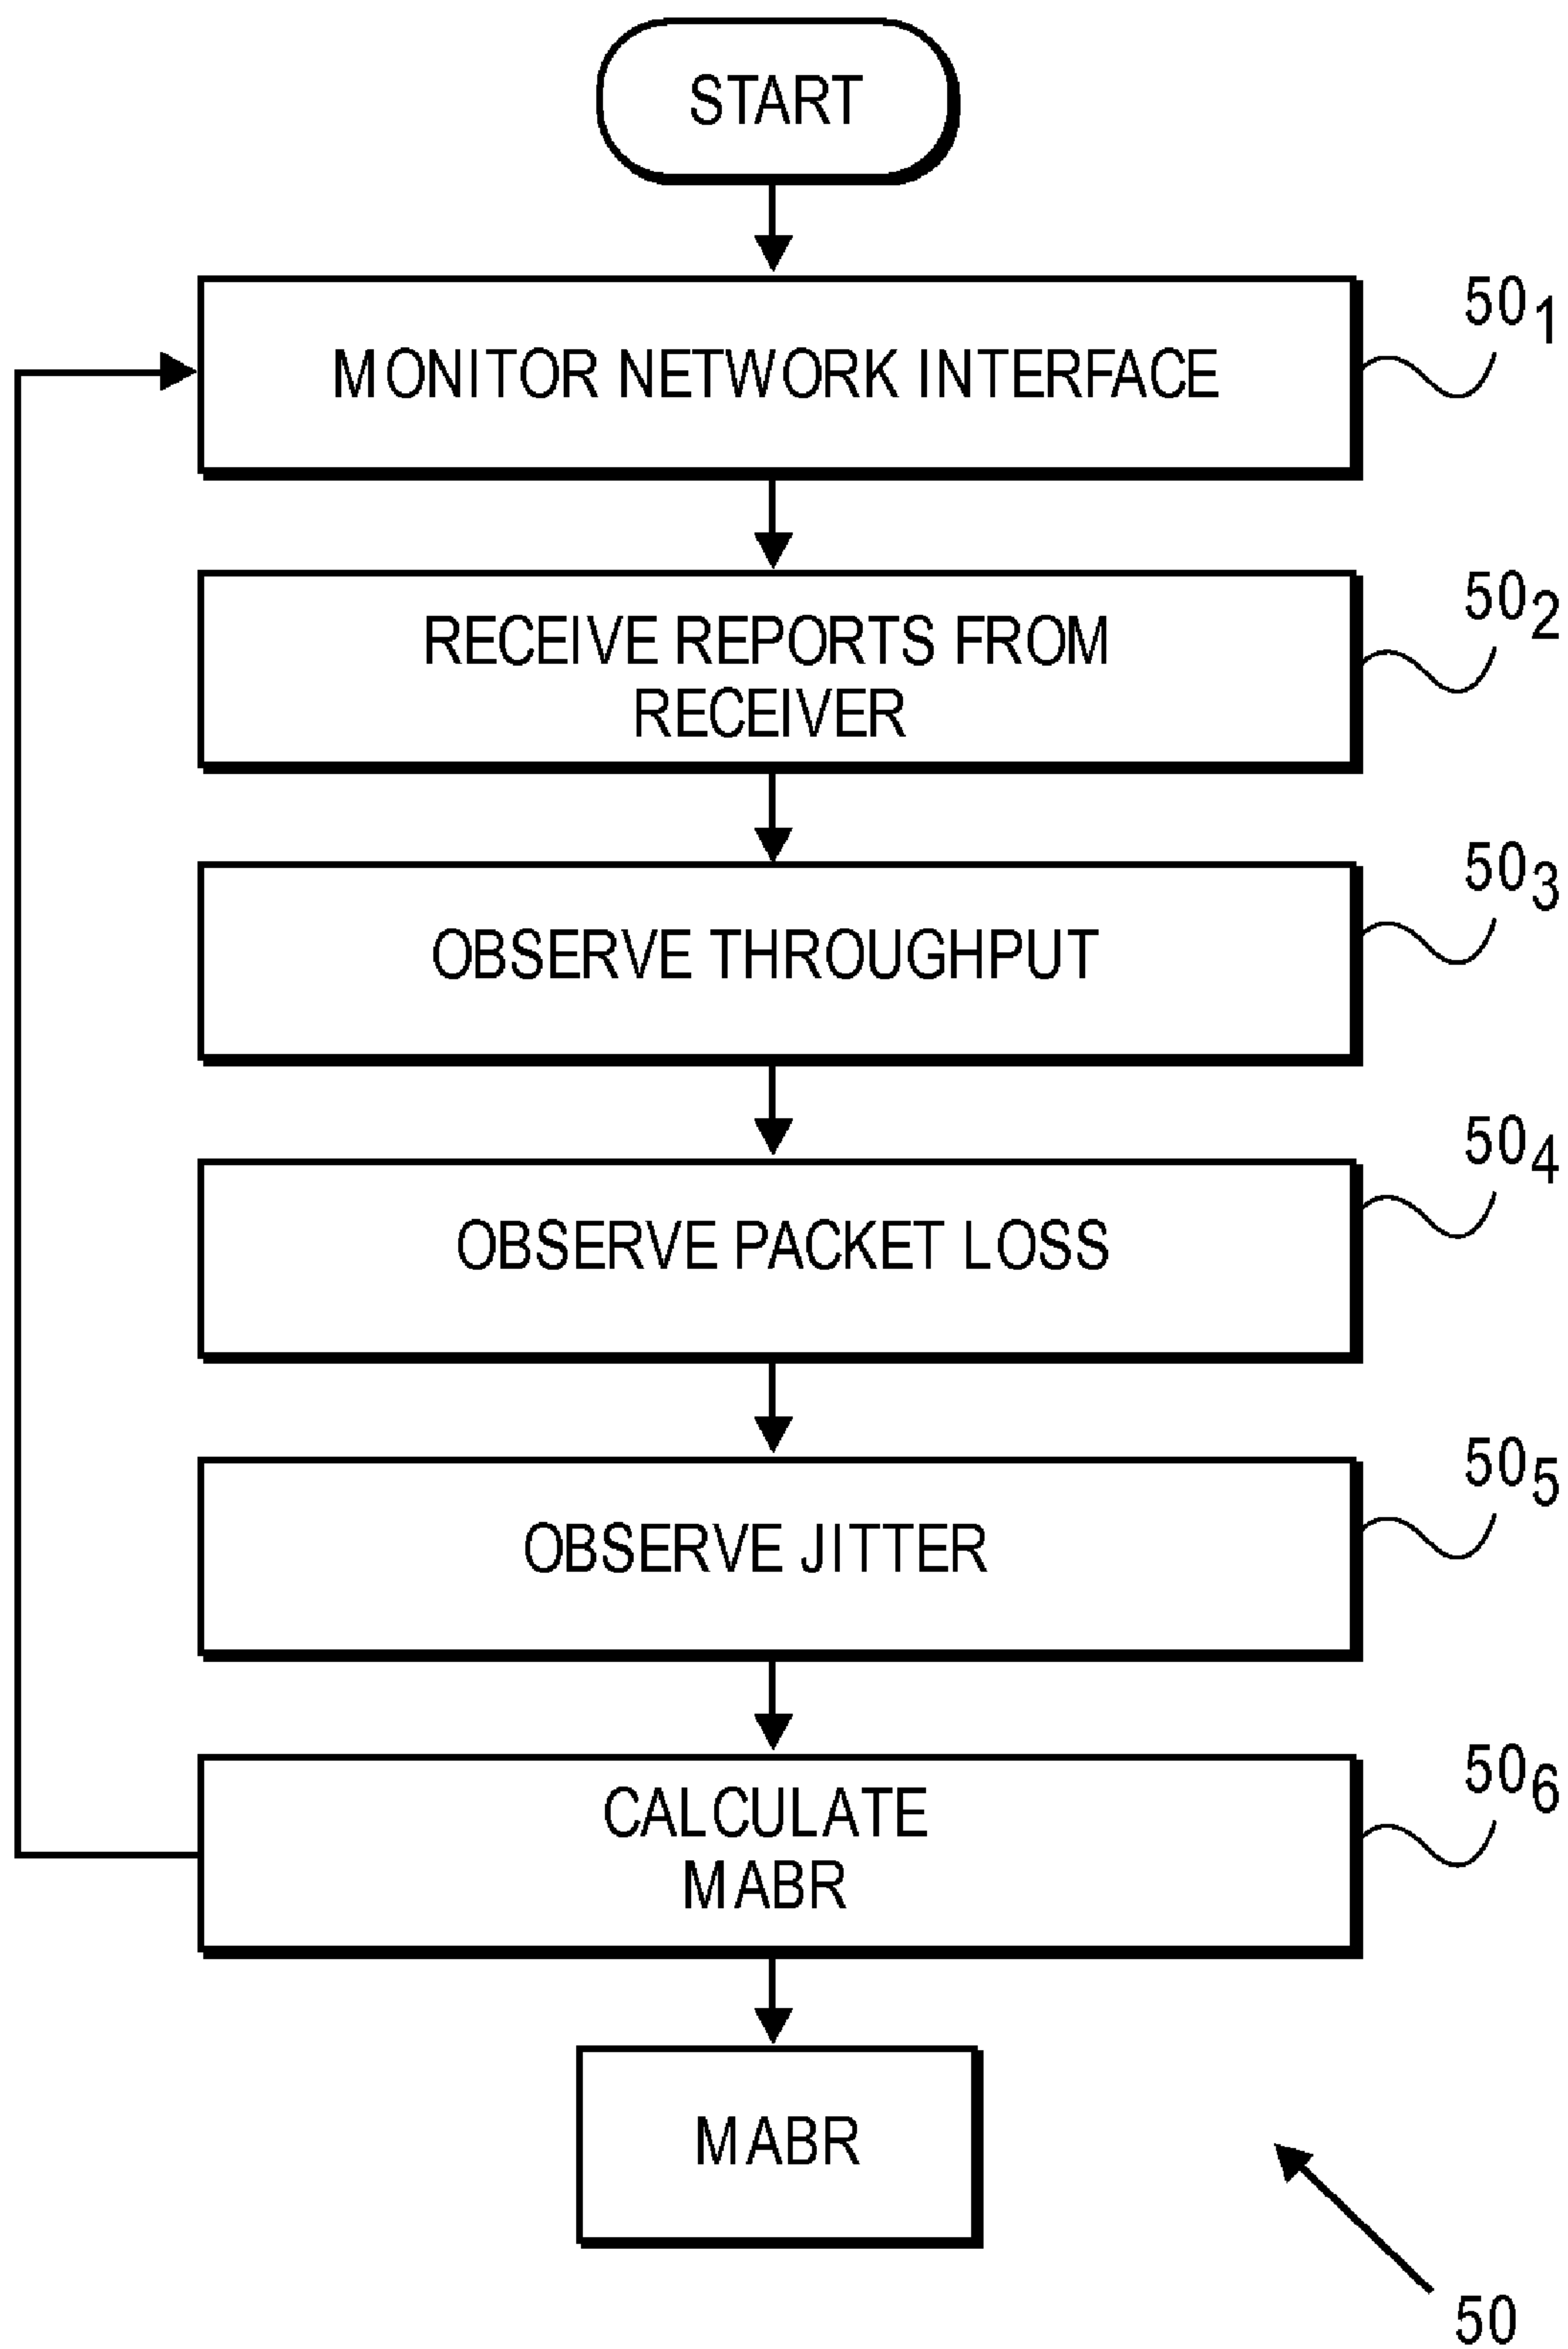 START
MONITOR NETWORK INTERFACE
50₁
RECEIVE REPORTS FROM
RECEIVER
50₂
OBSERVE THROUGHPUT
50₃
OBSERVE PACKET LOSS
50₄
OBSERVE JITTER
50₅
CALCULATE
MABR
50₆
MABR
50